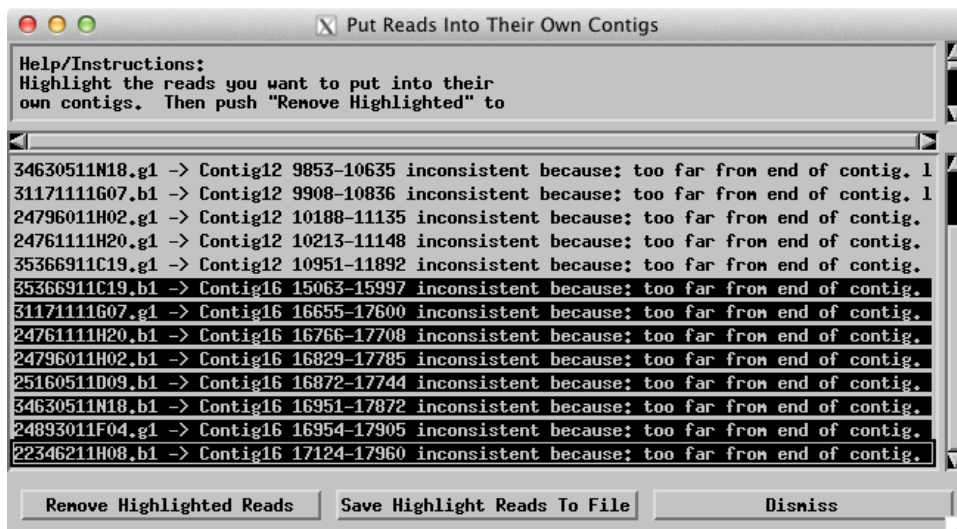 Put Reads Into Their Own Contigs
Help/Instructions:
Highlight the reads you want to put into their
own contigs. Then push "Remove Highlighted" to
34630511N18.g1 -> Contig12 9853-10635 inconsistent because: too far from end of contig. l
31171111G07.b1 -> Contig12 9908-10836 inconsistent because: too far from end of contig. l
24796011H02.g1 -> Contig12 10188-11135 inconsistent because: too far from end of contig.
24761111H20.g1 -> Contig12 10213-11148 inconsistent because: too far from end of contig.
35366911C19.g1 -> Contig12 10951-11892 inconsistent because: too far from end of contig.
35366911C19.b1 -> Contig16 15063-15997 inconsistent because: too far from end of contig.
31171111G07.g1 -> Contig16 16655-17600 inconsistent because: too far from end of contig.
24761111H20.b1 -> Contig16 16766-17708 inconsistent because: too far from end of contig.
24796011H02.b1 -> Contig16 16829-17785 inconsistent because: too far from end of contig.
25160511D09.b1 -> Contig16 16872-17744 inconsistent because: too far from end of contig.
34630511N18.b1 -> Contig16 16951-17872 inconsistent because: too far from end of contig.
24893011F04.g1 -> Contig16 16954-17905 inconsistent because: too far from end of contig.
22346211H08.b1 -> Contig16 17124-17960 inconsistent because: too far from end of contig.
Remove Highlighted Reads Save Highlight Reads To File Dismiss